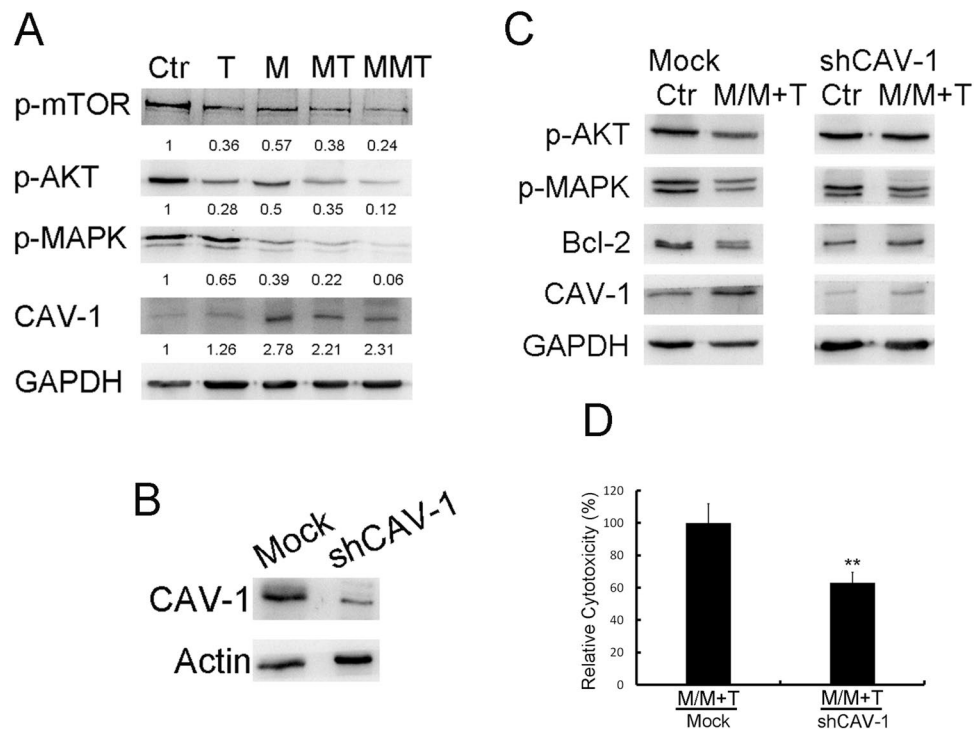 A
Ctr T M MT MMT
p-mTOR
1 0.36 0.57 0.38 0.24
p-AKT
1 0.28 0.5 0.35 0.12
p-MAPK
1 0.65 0.39 0.22 0.06
CAV-1
1 1.26 2.78 2.21 2.31
GAPDH
B
Mock shCAV-1
CAV-1
Actin
C
Mock shCAV-1
Ctr M/M+T Ctr M/M+T
p-AKT
p-MAPK
Bcl-2
CAV-1
GAPDH
D
Relative Cytotoxicity (%)
120
100
80
60
40
20
0
**
M/M+T M/M+T
Mock shCAV-1